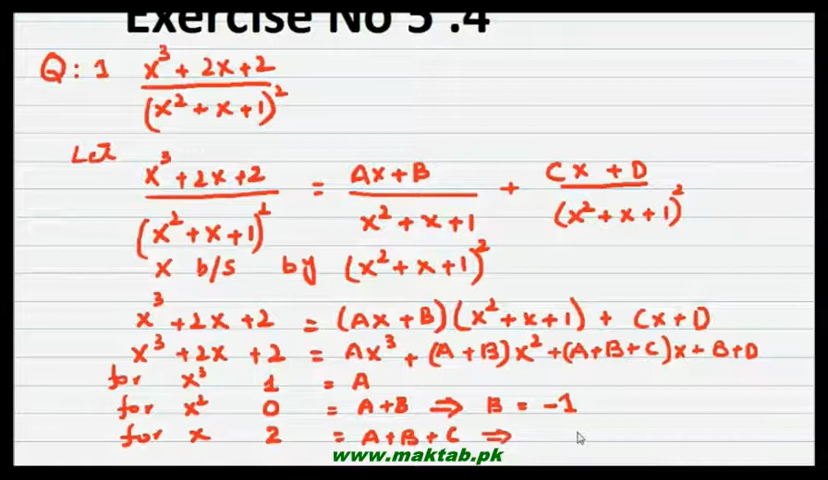 Exercise No 5 .4
Q: 1 x³ + 2x + 2 / (x² + x + 1)²
Let x³ + 2x + 2 / (x² + x + 1)² = Ax + B / x² + x + 1 + Cx + D / (x² + x + 1)²
x b/s by (x² + x + 1)²
x³ + 2x + 2 = (Ax + B)(x² + x + 1) + Cx + D
x³ + 2x + 2 = Ax³ + (A + B)x² + (A + B + C)x + B + D
for x³ 1 = A
for x² 0 = A + B ⇒ B = -1
for x 2 = A + B + C ⇒
www.maktab.pk